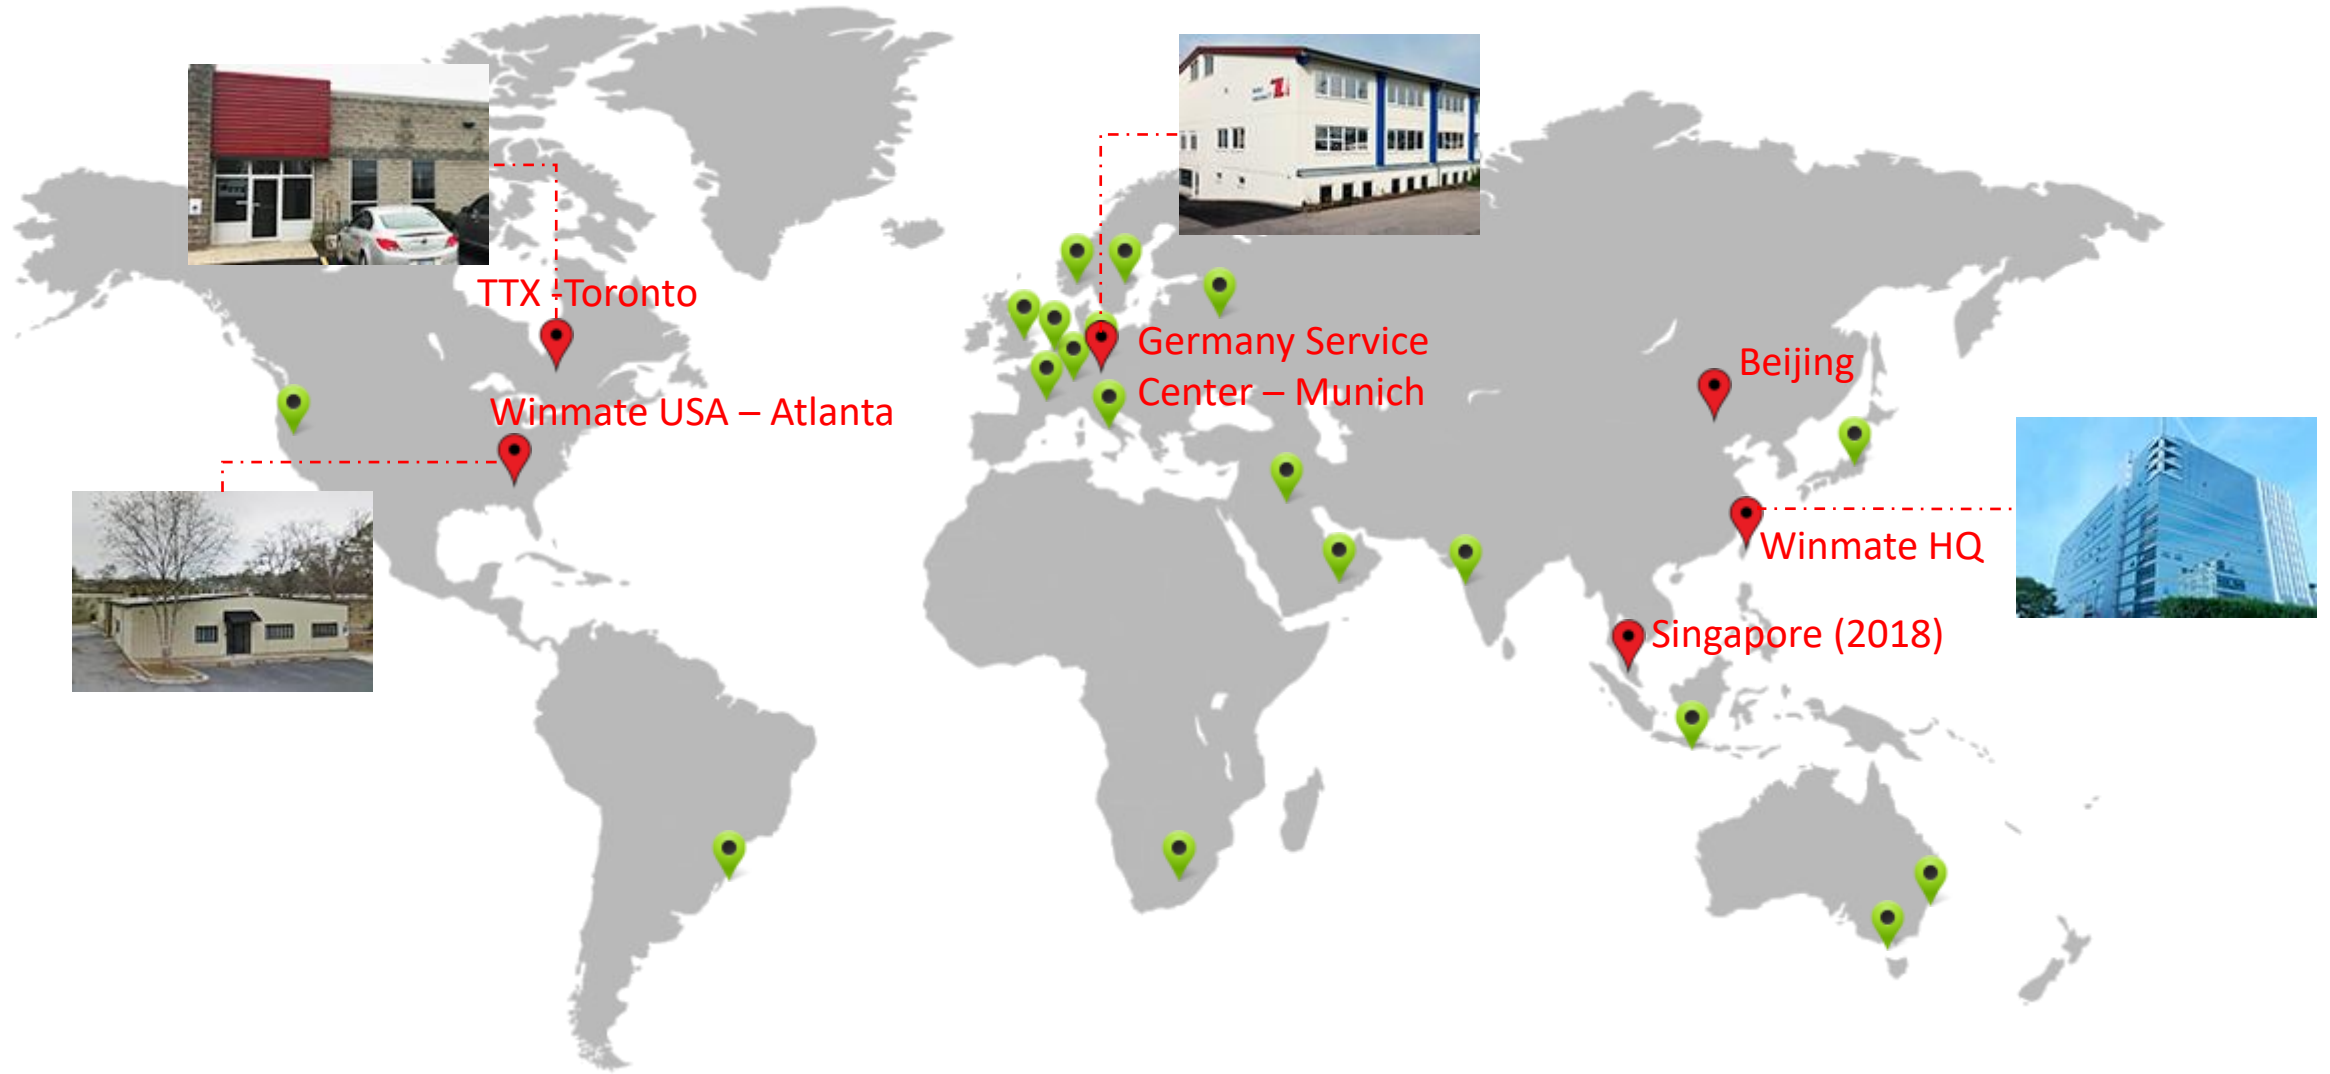 TTX -Toronto
Winmate USA – Atlanta
Germany Service
Center – Munich
Beijing
Winmate HQ
Singapore (2018)